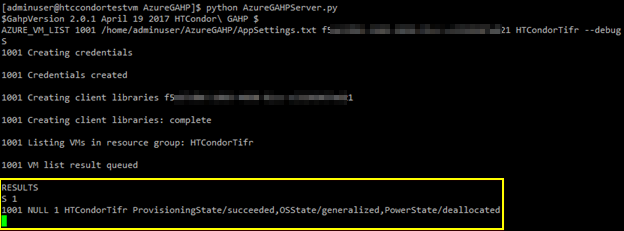 [adminuser@htccondortestvm AzureGAHP]$ python AzureGAHPServer.py
$GahpVersion 2.0.1 April 19 2017 HTCondor\ GAHP $
AZURE_VM_LIST 1001 /home/adminuser/AzureGAHP/AppSettings.txt f5 21 HTCondorTifr --debug
S
1001 Creating credentials
1001 Credentials created
1001 Creating client libraries f5 1
1001 Creating client libraries: complete
1001 Listing VMs in resource group: HTCondorTifr
1001 VM list result queued
RESULTS
S 1
1001 NULL 1 HTCondorTifr ProvisioningState/succeeded,OSState/generalized,PowerState/deallocated